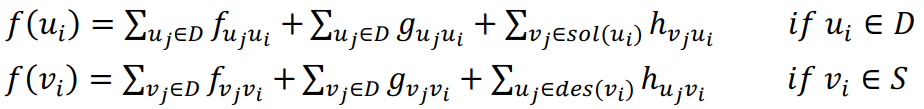 f(u_i) = ∑_{u_j∈D} f_{u_j u_i} + ∑_{u_j∈D} g_{u_j u_i} + ∑_{v_j∈sol(u_i)} h_{v_j u_i} if u_i ∈ D
f(v_i) = ∑_{v_j∈D} f_{v_j v_i} + ∑_{v_j∈D} g_{v_j v_i} + ∑_{u_j∈des(v_i)} h_{u_j v_i} if v_i ∈ S